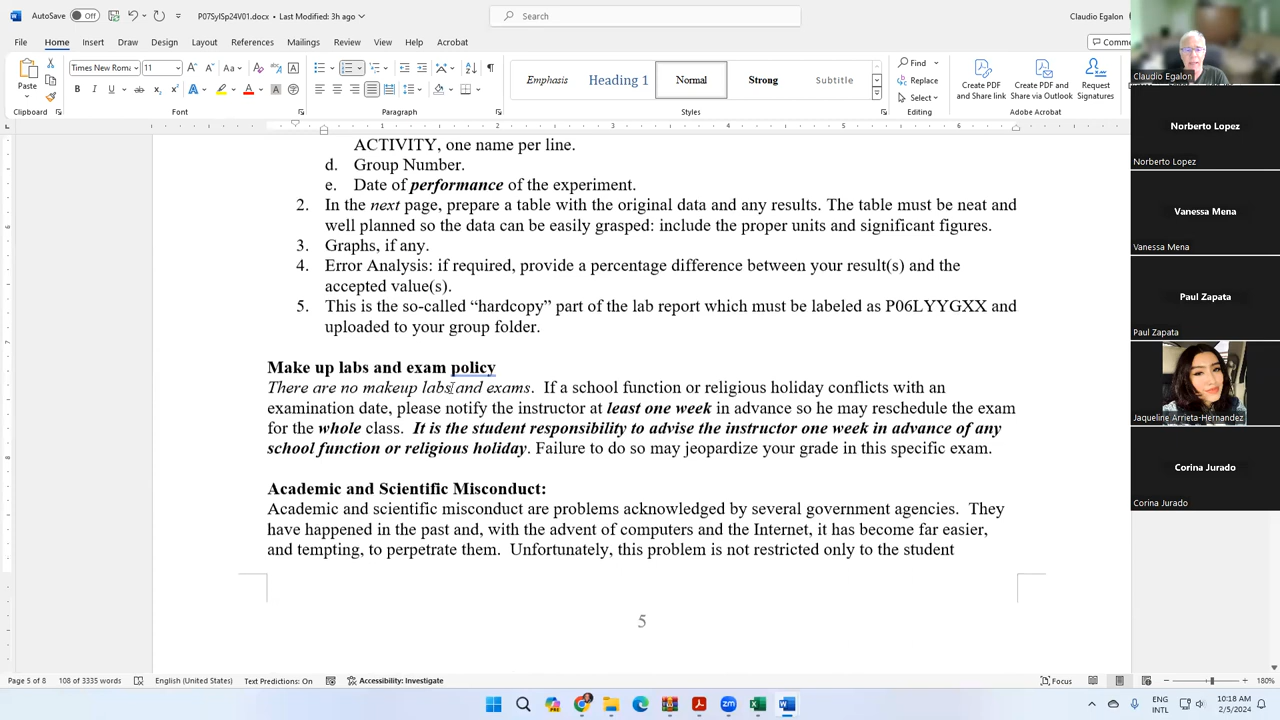 AutoSave Off
P07SylSp24V01.docx • Last Modified: 3h ago
Search
Claudio Egalon
File Home Insert Draw Design Layout References Mailings Review View Help Acrobat
Comme
Paste
Clipboard
Times New Roma 11
Font
Paragraph
Emphasis Heading 1 Normal Strong Subtitle
Styles
Find
Replace
Select
Editing
Create PDF and Share link
Create PDF and Share via Outlook
Request Signatures
Adobe Acrobat
1 2 3 4 5 6
ACTIVITY, one name per line.
d. Group Number.
e. Date of performance of the experiment.
2. In the next page, prepare a table with the original data and any results. The table must be neat and
well planned so the data can be easily grasped: include the proper units and significant figures.
3. Graphs, if any.
4. Error Analysis: if required, provide a percentage difference between your result(s) and the
accepted value(s).
5. This is the so-called “hardcopy” part of the lab report which must be labeled as P06LYYGXX and
uploaded to your group folder.
Make up labs and exam policy
There are no makeup labs and exams. If a school function or religious holiday conflicts with an
examination date, please notify the instructor at least one week in advance so he may reschedule the exam
for the whole class. It is the student responsibility to advise the instructor one week in advance of any
school function or religious holiday. Failure to do so may jeopardize your grade in this specific exam.
Academic and Scientific Misconduct:
Academic and scientific misconduct are problems acknowledged by several government agencies. They
have happened in the past and, with the advent of computers and the Internet, it has become far easier,
and tempting, to perpetrate them. Unfortunately, this problem is not restricted only to the student
5
Claudio Egalon
Norberto Lopez
Norberto Lopez
Vanessa Mena
Vanessa Mena
Paul Zapata
Paul Zapata
Jaqueline Arrieta-Hernandez
Corina Jurado
Corina Jurado
Page 5 of 8 108 of 3335 words English (United States) Text Predictions: On Accessibility: Investigate
Focus
180%
ENG
INTL
10:18 AM
2/5/2024